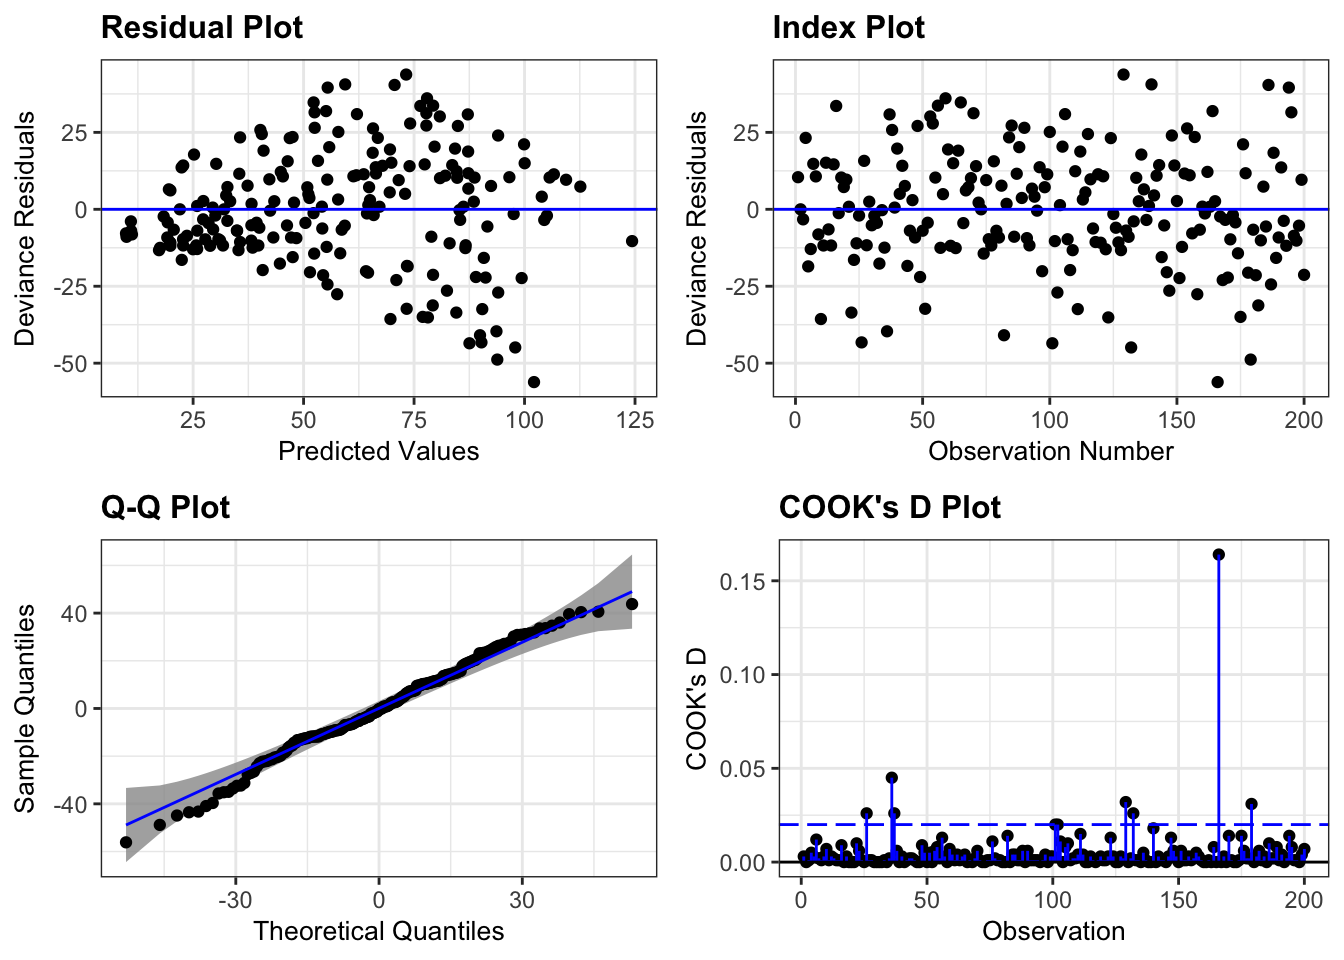 Residual Plot
Deviance Residuals
25
0
-25
-50
25
50
75
100
125
Predicted Values
Index Plot
Deviance Residuals
25
0
-25
-50
0
50
100
150
200
Observation Number
Q-Q Plot
Sample Quantiles
40
0
-40
-30
0
30
Theoretical Quantiles
COOK's D Plot
COOK's D
0.15
0.10
0.05
0.00
0
50
100
150
200
Observation